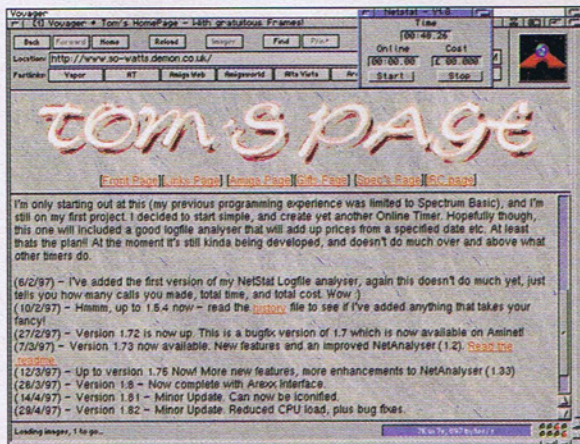 Voyager
Netstat - V1.8
[1] Voyager + Tom's HomePage - With gratuitous Frames!
Time
00:48.26
Online Cost
00:00.00 £ 00.000
Start Stop
Back Forward Home Reload Images Find Print
Location: http://www.so-watts.demon.co.uk/
Fastlinks: Vapor NT Amiga Web Amigaworld Alta Vista
TOM'S PAGE
[Front Page][Links Page] [Amiga Page][Gifts Page] [Spec's Page][IRC page]
I'm only starting out at this (my previous programming experience was limited to Spectrum Basic), and I'm
still on my first project. I decided to start simple, and create yet another Online Timer. Hopefully though,
this one will included a good logfile analyser that will add up prices from a specified date etc. At least
thats the plan!! At the moment it's still kinda being developed, and doesn't do much over and above what
other timers do.
(6/2/97) - I've added the first version of my NetStat Logfile analyser, again this doesn't do much yet, just
tells you how many calls you made, total time, and total cost. Wow :)
(10/2/97) - Hmmm, up to 1.5.4 now - read the history file to see if I've added anything that takes your
fancy!
(27/2/97) - Version 1.72 is now up. This is a bugfix version of 1.7 which is now available on Aminet!
(7/3/97) - Version 1.73 now available. New features and an improved NetAnalyser (1.2). Read the
readme
(12/3/97) - Up to version 1.76 Now! More new features, more enhancements to NetAnalyser (1.33)
(28/3/97) - Version 1.8 - Now complete with Arexx Interface.
(14/4/97) - Version 1.81 - Minor Update. Can now be iconified.
(29/4/97) - Version 1.82 - Minor Update. Reduced CPU load, plus bug fixes.
Loading images, 1 to go...